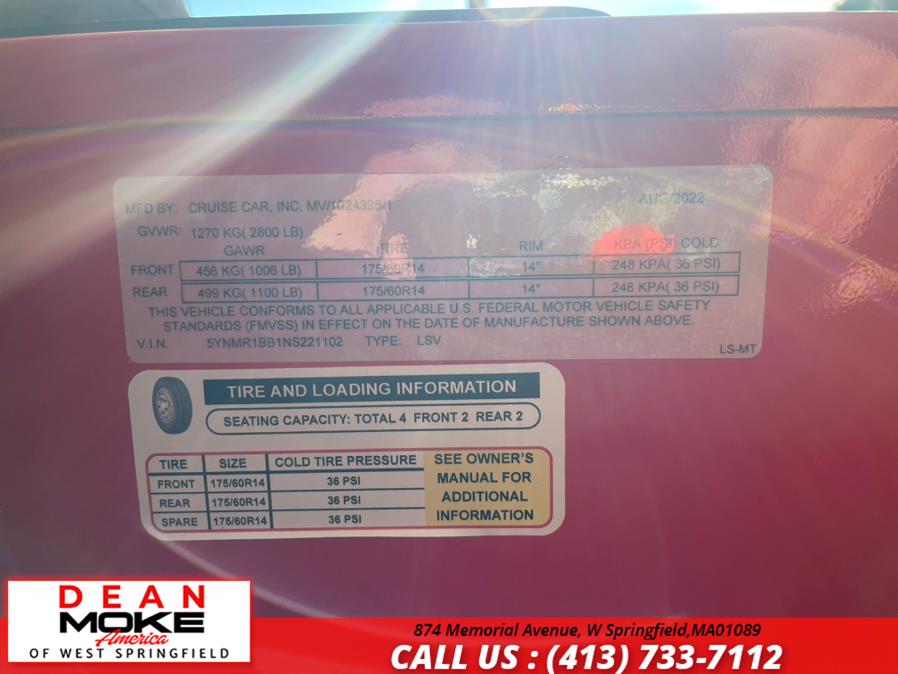 MFD BY: CRUISE CAR, INC. MV/1024325/1 AUG/2022
GVWR: 1270 KG( 2800 LB)
GAWR TIRE RIM KPA (PSI) COLD
FRONT 456 KG( 1006 LB) 175/60R14 14" 248 KPA( 36 PSI)
REAR 499 KG( 1100 LB) 175/60R14 14" 248 KPA( 36 PSI)
THIS VEHICLE CONFORMS TO ALL APPLICABLE U.S. FEDERAL MOTOR VEHICLE SAFETY
STANDARDS (FMVSS) IN EFFECT ON THE DATE OF MANUFACTURE SHOWN ABOVE.
V.I.N. 5YNMR1BB1NS221102 TYPE: LSV
LS-MT
TIRE AND LOADING INFORMATION
SEATING CAPACITY: TOTAL 4 FRONT 2 REAR 2
TIRE SIZE COLD TIRE PRESSURE
FRONT 175/60R14 36 PSI
REAR 175/60R14 36 PSI
SPARE 175/60R14 36 PSI
SEE OWNER'S
MANUAL FOR
ADDITIONAL
INFORMATION
DEAN
MOKE
America
OF WEST SPRINGFIELD
874 Memorial Avenue, W Springfield,MA01089
CALL US : (413) 733-7112